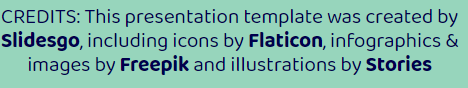 CREDITS: This presentation template was created by
Slidesgo, including icons by Flaticon, infographics &
images by Freepik and illustrations by Stories